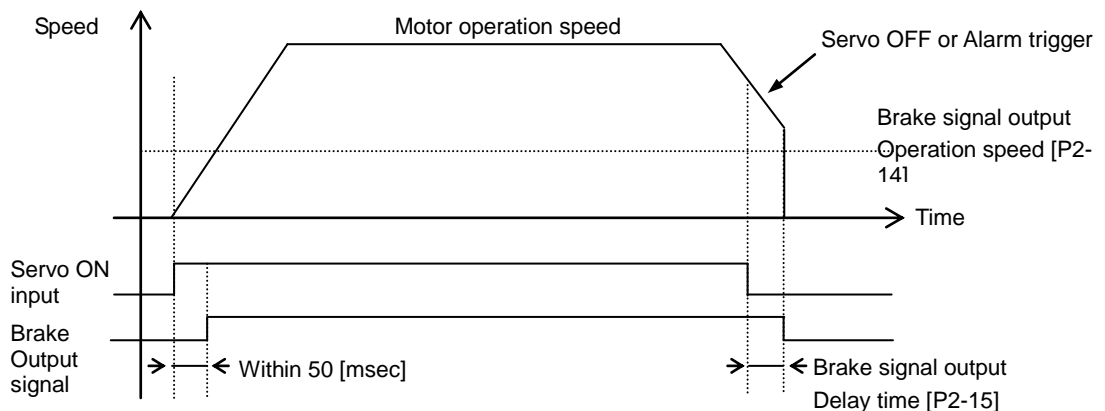 Speed
Motor operation speed
Servo OFF or Alarm trigger
Brake signal output
Operation speed [P2-
14]
Time
Servo ON
input
Brake
Output
signal
Within 50 [msec]
Brake signal output
Delay time [P2-15]